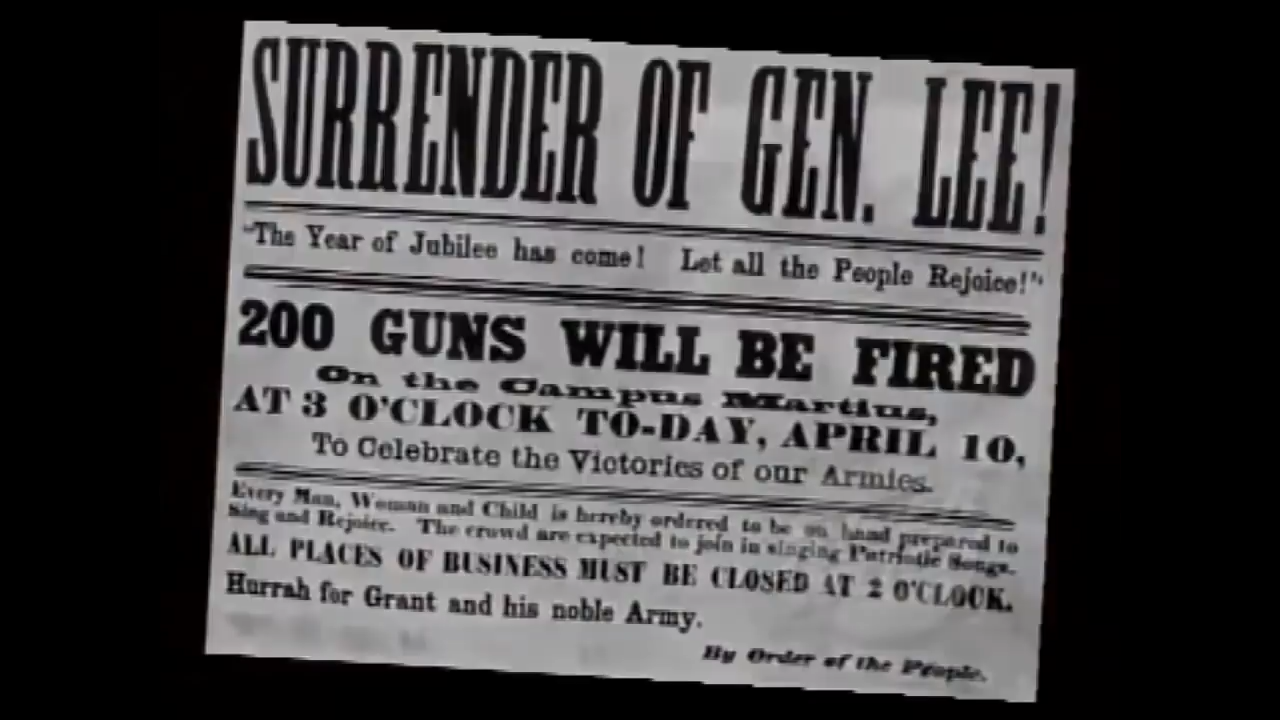 SURRENDER OF GEN. LEE!
"The Year of Jubilee has come! Let all the People Rejoice!"
200 GUNS WILL BE FIRED
On the Campus Martius,
AT 3 O'CLOCK TO-DAY, APRIL 10,
To Celebrate the Victories of our Armies.
Every Man, Woman and Child is hereby ordered to be on hand prepared to
Sing and Rejoice. The crowd are expected to join in singing Patriotic Songs.
ALL PLACES OF BUSINESS MUST BE CLOSED AT 2 O'CLOCK.
Hurrah for Grant and his noble Army.
By Order of the People.